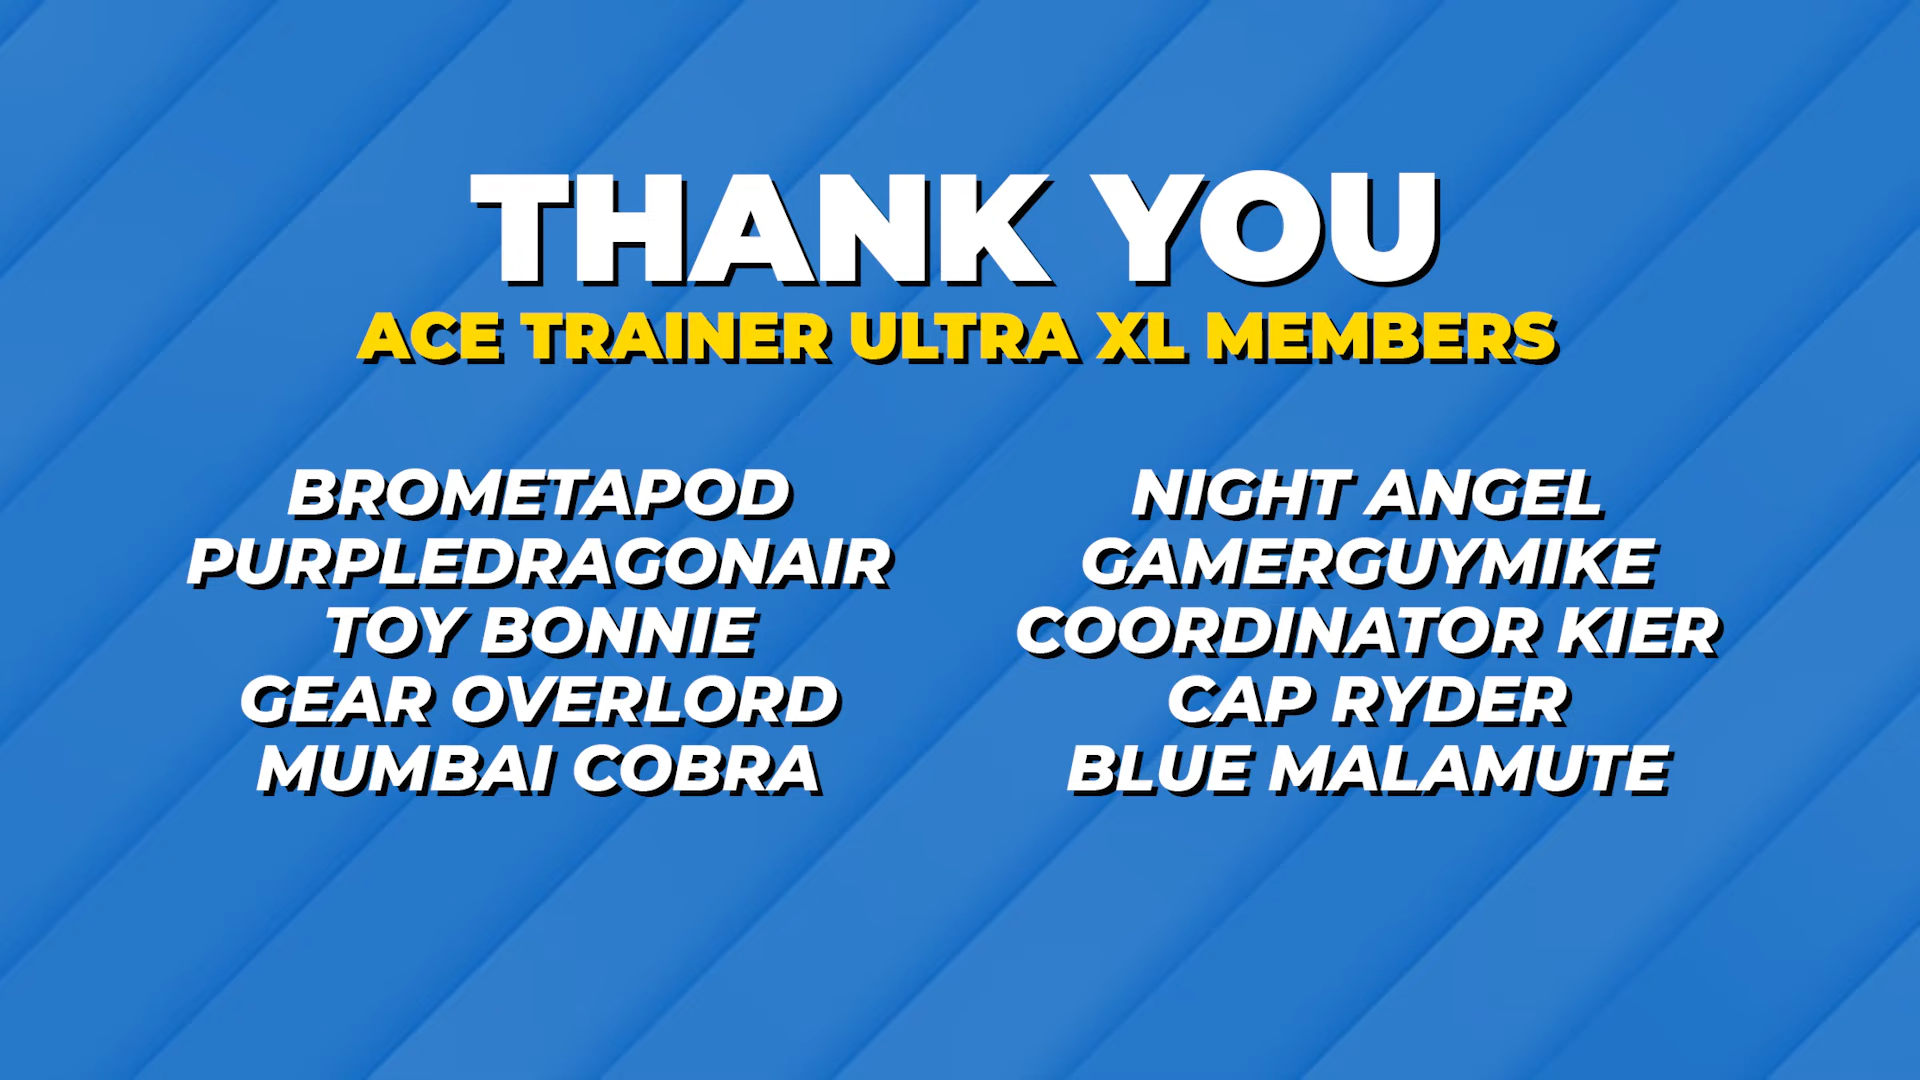 THANK YOU
ACE TRAINER ULTRA XL MEMBERS
BROMETAPOD
PURPLEDRAGONAIR
TOY BONNIE
GEAR OVERLORD
MUMBAI COBRA
NIGHT ANGEL
GAMERGUYMIKE
COORDINATOR KIER
CAP RYDER
BLUE MALAMUTE